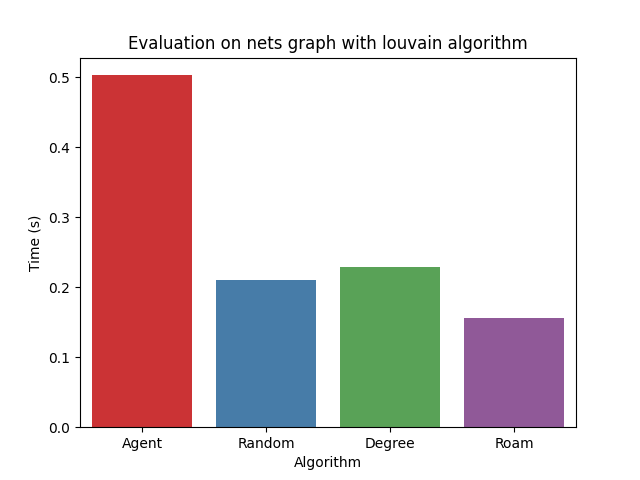 Evaluation on nets graph with louvain algorithm
Time (s)
0.5
0.4
0.3
0.2
0.1
0.0
Agent Random Degree Roam
Algorithm